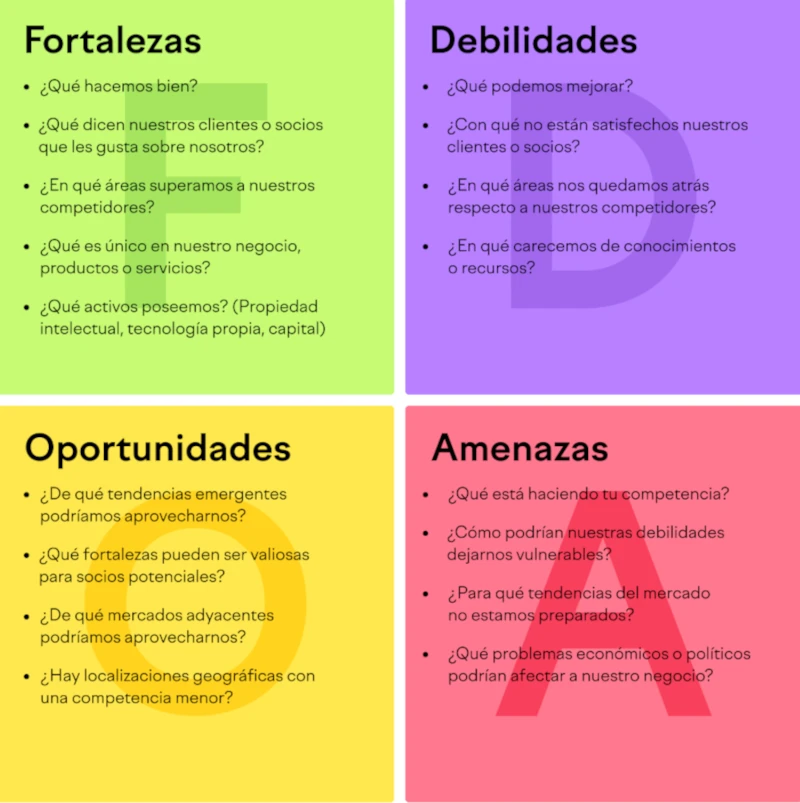 Fortalezas
• ¿Qué hacemos bien?
• ¿Qué dicen nuestros clientes o socios
que les gusta sobre nosotros?
• ¿En qué áreas superamos a nuestros
competidores?
• ¿Qué es único en nuestro negocio,
productos o servicios?
• ¿Qué activos poseemos? (Propiedad
intelectual, tecnología propia, capital)
F
Debilidades
• ¿Qué podemos mejorar?
• ¿Con qué no están satisfechos nuestros
clientes o socios?
• ¿En qué áreas nos quedamos atrás
respecto a nuestros competidores?
• ¿En qué carecemos de conocimientos
o recursos?
D
Oportunidades
• ¿De qué tendencias emergentes
podríamos aprovecharnos?
• ¿Qué fortalezas pueden ser valiosas
para socios potenciales?
• ¿De qué mercados adyacentes
podríamos aprovecharnos?
• ¿Hay localizaciones geográficas con
una competencia menor?
O
Amenazas
• ¿Qué está haciendo tu competencia?
• ¿Cómo podrían nuestras debilidades
dejarnos vulnerables?
• ¿Para qué tendencias del mercado
no estamos preparados?
• ¿Qué problemas económicos o políticos
podrían afectar a nuestro negocio?
A